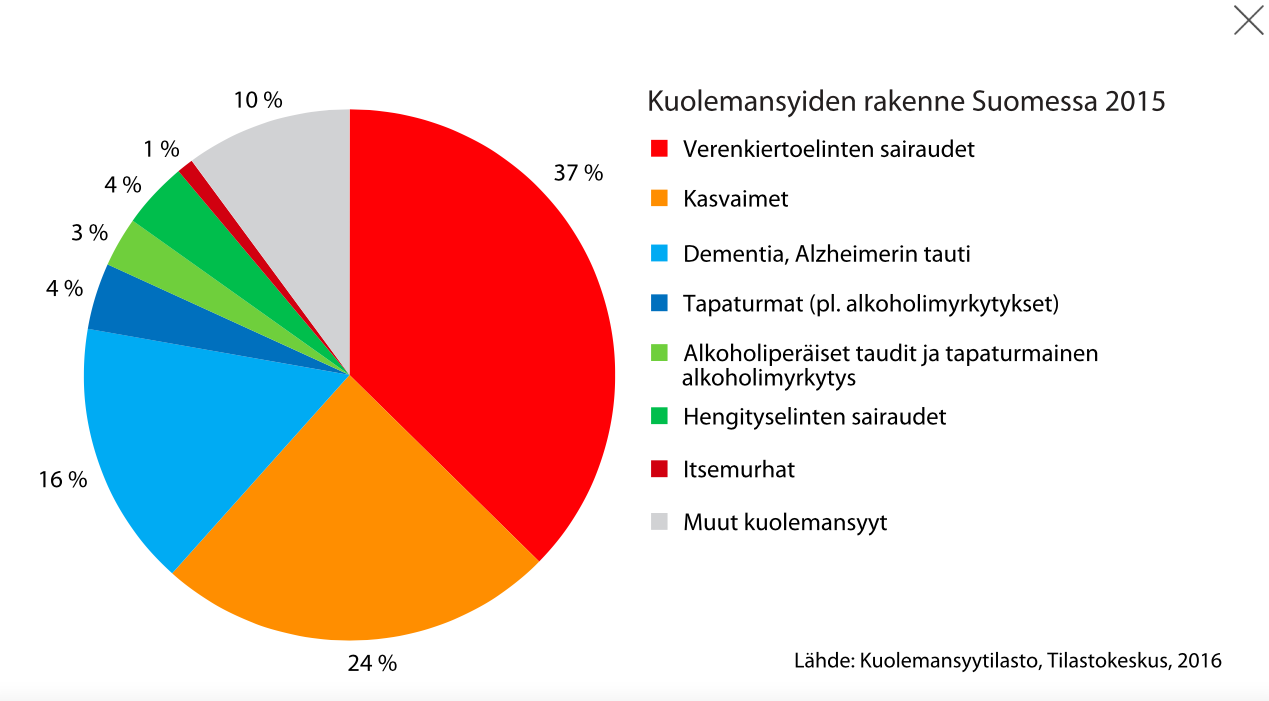 Kuolemansyiden rakenne Suomessa 2015
10 %
1 %
4 %
3 %
4 %
16 %
24 %
37 %
Verenkiertoelinten sairaudet
Kasvaimet
Dementia, Alzheimerin tauti
Tapaturmat (pl. alkoholimyrkytykset)
Alkoholiperäiset taudit ja tapaturmainen
alkoholimyrkytys
Hengityselinten sairaudet
Itsemurhat
Muut kuolemansyyt
Lähde: Kuolemansyytilasto, Tilastokeskus, 2016